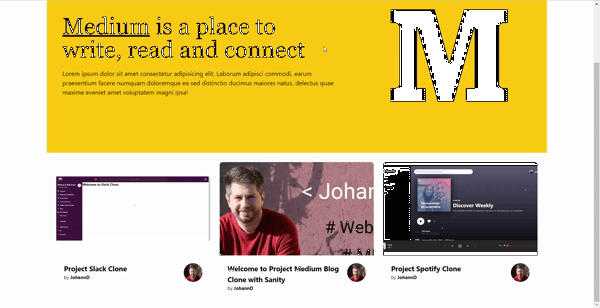 Medium is a place to
write, read and connect
M
Lorem ipsum dolor sit amet consectetur adipisicing elit. Laborum adipisci commodi, earum
praesentium facere numquam doloremque ea sed distinctio ducimus maiores natus, delectus quae
maxime eveniet amet voluptatem magni ipsa!
Welcome to Slack Clone
< Johan
# Web
Discover Weekly
Project Slack Clone
by JohannD
Welcome to Project Medium Blog
Clone with Sanity
by JohannD
Project Spotify Clone
by JohannD